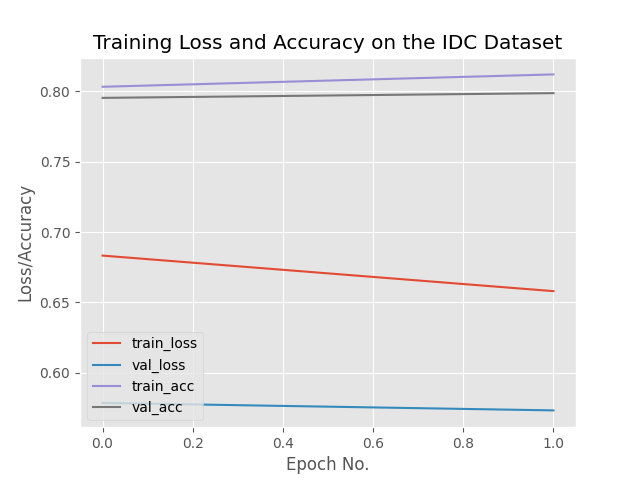 Training Loss and Accuracy on the IDC Dataset
Loss/Accuracy
0.80
0.75
0.70
0.65
0.60
train_loss
val_loss
train_acc
val_acc
0.0 0.2 0.4 0.6 0.8 1.0
Epoch No.